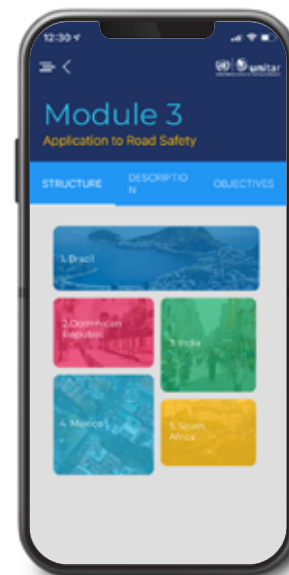 12:30
unitar
Module 3
Application to Road Safety
STRUCTURE
DESCRIPTIO
N
OBJECTIVES
1. Brazil
2.Dominican
Republic
3.India
4. Mexico
5. South
Africa